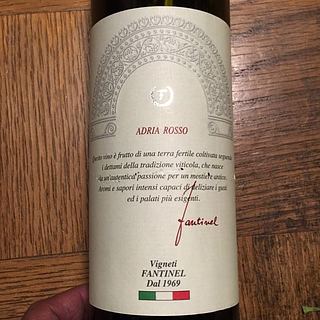 ADRIA ROSSO
Questo vino è frutto di una terra fertile coltivata seguendo
i dettami della tradizione viticola, che nasce
da un'autentica passione per un mestiere antico.
Aromi e sapori intensi capaci di deliziare i gusti
ed i palati più esigenti.
fantinel
Vigneti
FANTINEL
Dal 1969